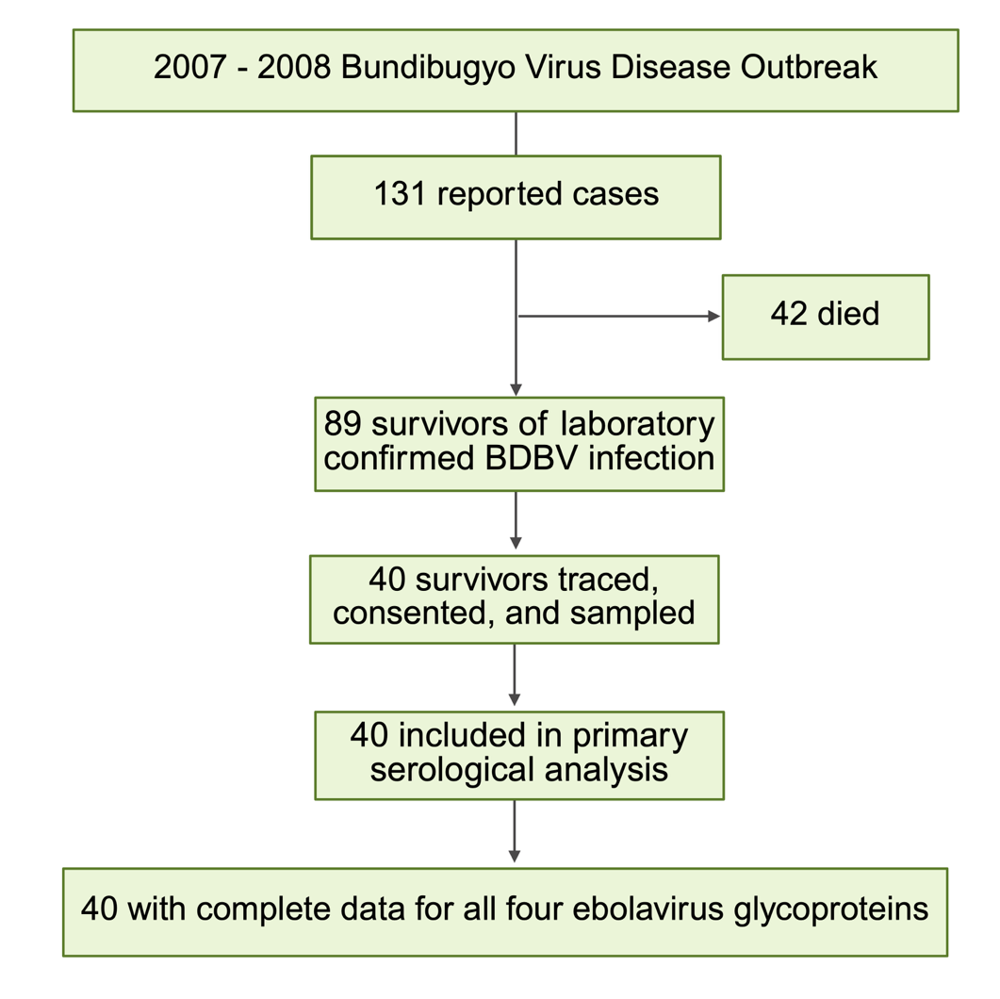 2007 - 2008 Bundibugyo Virus Disease Outbreak
131 reported cases
42 died
89 survivors of laboratory
confirmed BDBV infection
40 survivors traced,
consented, and sampled
40 included in primary
serological analysis
40 with complete data for all four ebolavirus glycoproteins